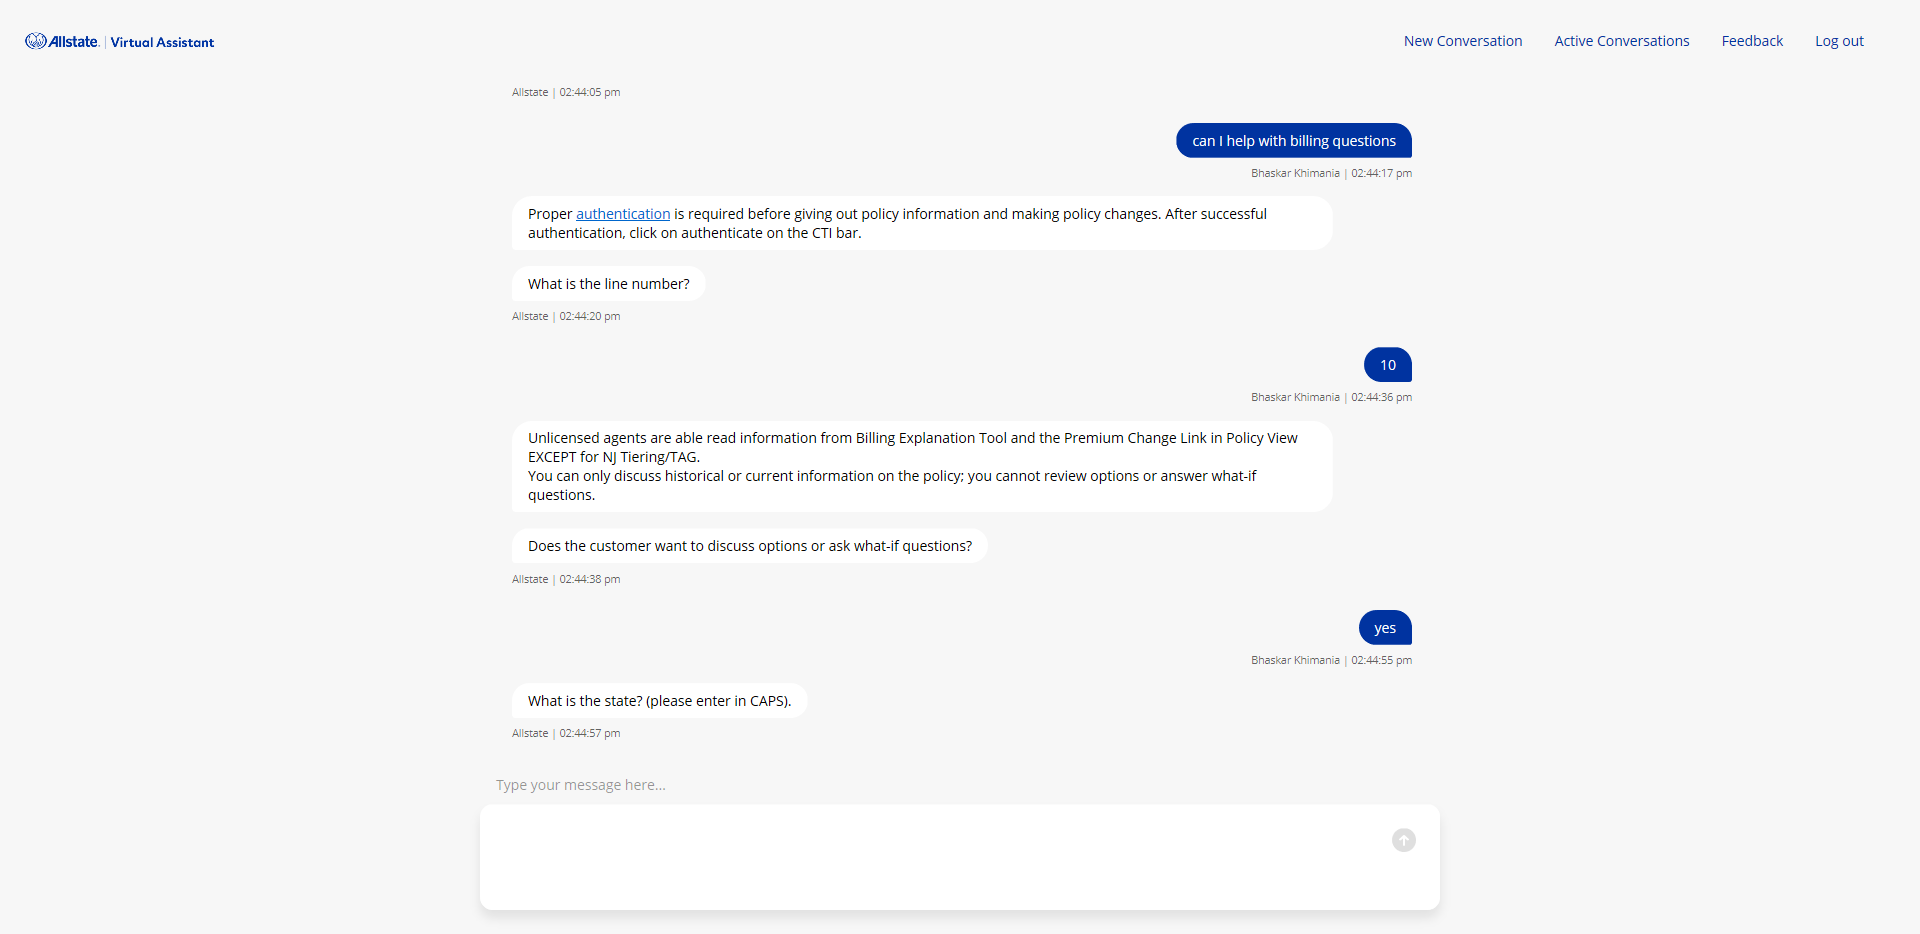 Allstate. | Virtual Assistant
New Conversation Active Conversations Feedback Log out
Allstate | 02:44:05 pm
can I help with billing questions
Bhaskar Khimania | 02:44:17 pm
Proper authentication is required before giving out policy information and making policy changes. After successful
authentication, click on authenticate on the CTI bar.
What is the line number?
Allstate | 02:44:20 pm
10
Bhaskar Khimania | 02:44:36 pm
Unlicensed agents are able read information from Billing Explanation Tool and the Premium Change Link in Policy View
EXCEPT for NJ Tiering/TAG.
You can only discuss historical or current information on the policy; you cannot review options or answer what-if
questions.
Does the customer want to discuss options or ask what-if questions?
Allstate | 02:44:38 pm
yes
Bhaskar Khimania | 02:44:55 pm
What is the state? (please enter in CAPS).
Allstate | 02:44:57 pm
Type your message here...